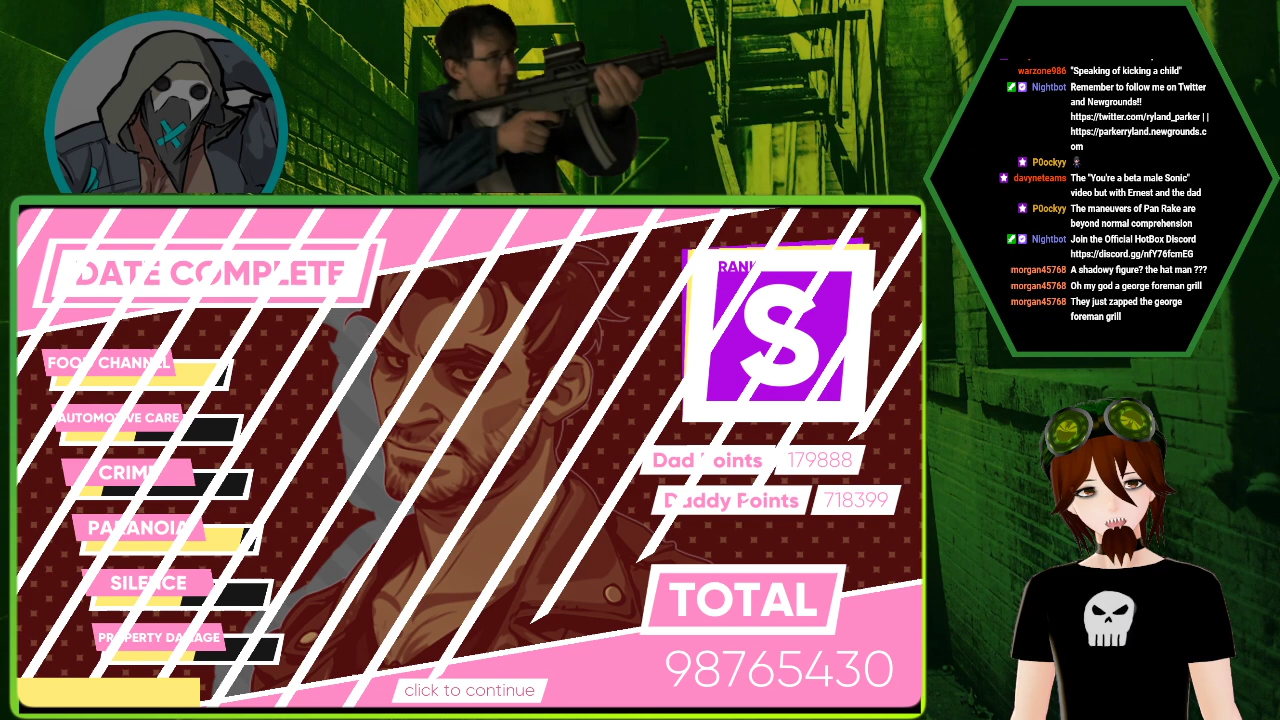 DATE COMPLETE
FOOD CHANNEL
AUTOMOTIVE CARE
CRIME
PARANOIA
SILENCE
PROPERTY DAMAGE
click to continue
RANK
S
Dad Points 179888
Daddy Points 718399
TOTAL
98765430
warzone986 "Speaking of kicking a child"
Nightbot Remember to follow me on Twitter
and Newgrounds!!
https://twitter.com/ryland_parker ||
https://parkerryland.newgrounds.c
om
P0ockyy
davyneteams The "You're a beta male Sonic"
video but with Ernest and the dad
P0ockyy The maneuvers of Pan Rake are
beyond normal comprehension
Nightbot Join the Official HotBox Discord
https://discord.gg/nfY76fcmEG
morgan45768 A shadowy figure? the hat man ???
morgan45768 Oh my god a george foreman grill
morgan45768 They just zapped the george
foreman grill